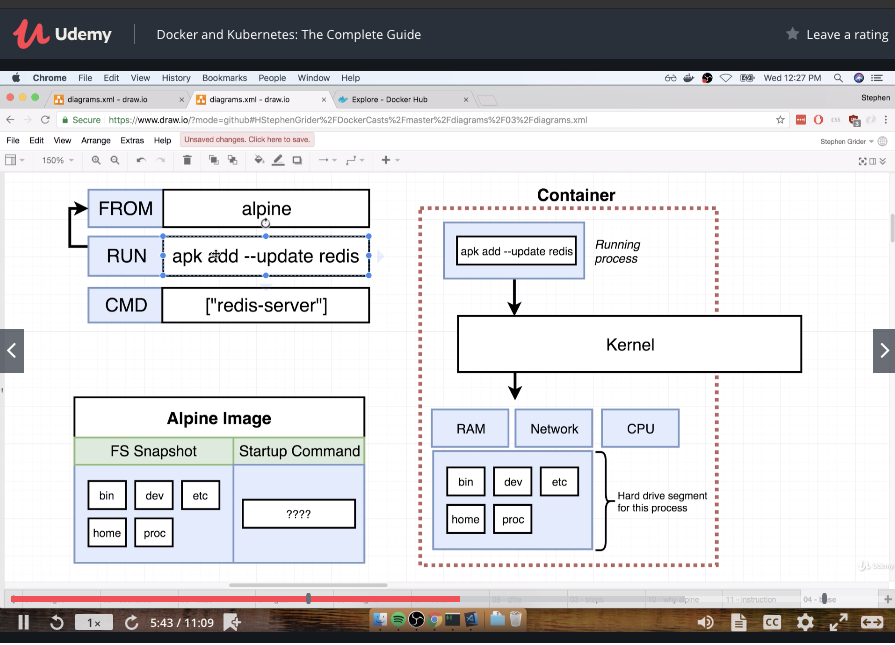 Udemy
Docker and Kubernetes: The Complete Guide
Leave a rating
Chrome File Edit View History Bookmarks People Window Help
Wed 12:27 PM
diagrams.xml - draw.io
diagrams.xml - draw.io
Explore - Docker Hub
Stephen
Secure https://www.draw.io/?mode=github#HStephenGrider%2FDockerCasts%2Fmaster%2Fdiagrams%2F03%2Fdiagrams.xml
File Edit View Arrange Extras Help
Unsaved changes. Click here to save.
Stephen Grider
150%
FROM alpine
RUN apk add --update redis
CMD ["redis-server"]
Alpine Image
FS Snapshot
Startup Command
bin dev etc
home proc
????
Container
apk add --update redis
Running
process
Kernel
RAM Network CPU
bin dev etc
home proc
Hard drive segment
for this process
Udemy
11 - instruction
1x
5:43 / 11:09
CC